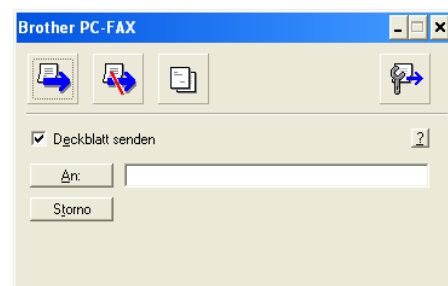 Brother PC-FAX
Deckblatt senden
?
An:
Storno